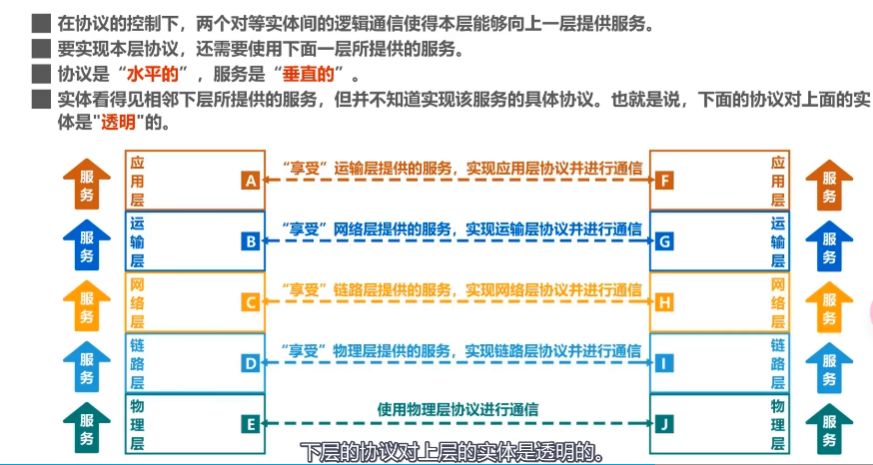 在协议的控制下，两个对等实体间的逻辑通信使得本层能够向上一层提供服务。
要实现本层协议，还需要使用下面一层所提供的服务。
协议是“水平的”，服务是“垂直的”。
实体看得见相邻下层所提供的服务，但并不知道实现该服务的具体协议。也就是说，下面的协议对上面的实
体是"透明"的。
服务
应用层
A
“享受”运输层提供的服务，实现应用层协议并进行通信
F
应用层
服务
服务
运输层
B
“享受”网络层提供的服务，实现运输层协议并进行通信
G
运输层
服务
服务
网络层
C
“享受”链路层提供的服务，实现网络层协议并进行通信
H
网络层
服务
服务
链路层
D
“享受”物理层提供的服务，实现链路层协议并进行通信
I
链路层
服务
服务
物理层
E
使用物理层协议进行通信
J
物理层
服务
下层的协议对上层的实体是透明的。